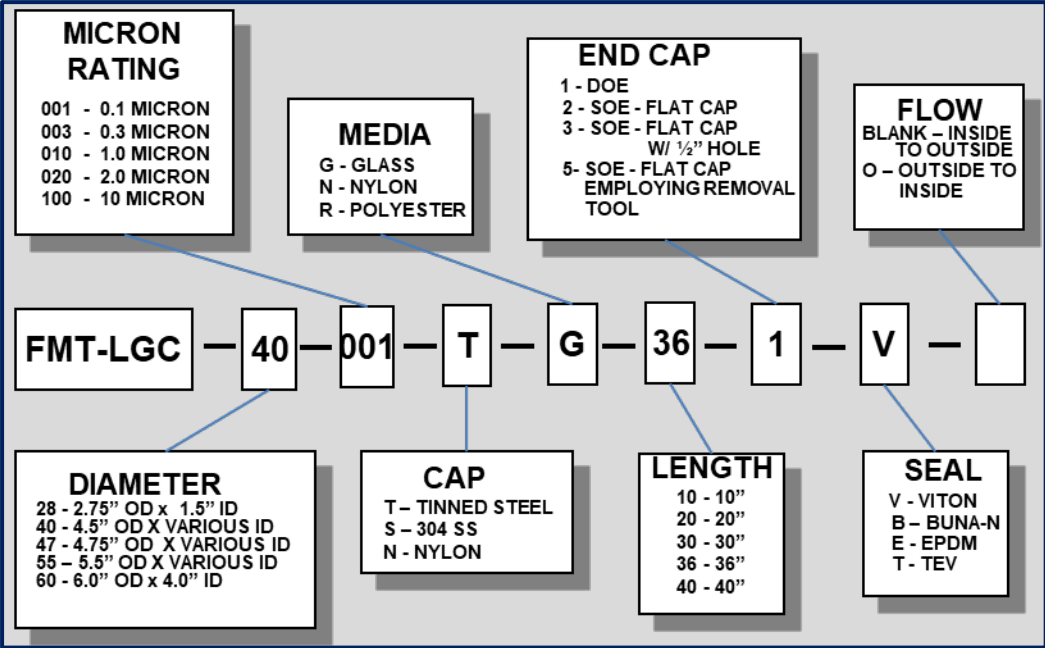 MICRON
RATING
001 - 0.1 MICRON
003 - 0.3 MICRON
010 - 1.0 MICRON
020 - 2.0 MICRON
100 - 10 MICRON
MEDIA
G - GLASS
N - NYLON
R - POLYESTER
END CAP
1 - DOE
2 - SOE - FLAT CAP
3 - SOE - FLAT CAP
W/ ½” HOLE
5- SOE - FLAT CAP
EMPLOYING REMOVAL
TOOL
FLOW
BLANK – INSIDE
TO OUTSIDE
O – OUTSIDE TO
INSIDE
FMT-LGC — 40 — 001 — T — G — 36 — 1 — V —
DIAMETER
28 - 2.75” OD x 1.5” ID
40 - 4.5” OD X VARIOUS ID
47 - 4.75” OD X VARIOUS ID
55 – 5.5” OD X VARIOUS ID
60 - 6.0” OD x 4.0” ID
CAP
T – TINNED STEEL
S – 304 SS
N - NYLON
LENGTH
10 - 10”
20 - 20”
30 - 30”
36 - 36”
40 - 40”
SEAL
V - VITON
B – BUNA-N
E - EPDM
T - TEV